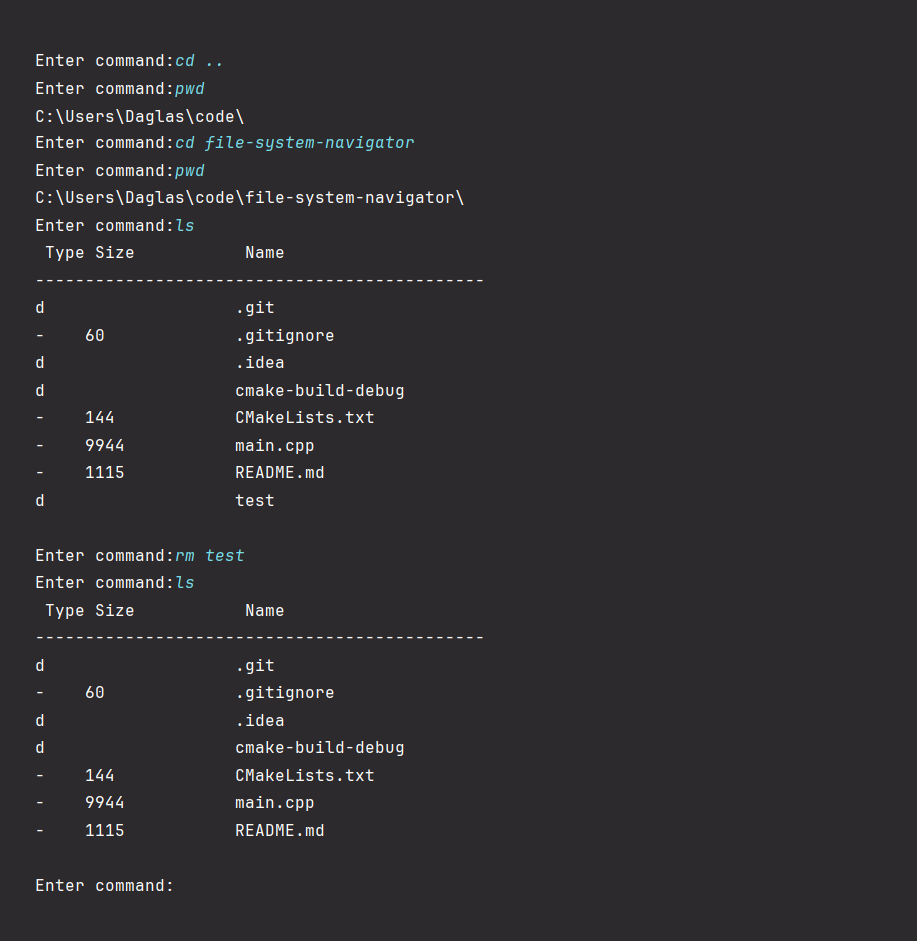 Enter command:cd ..
Enter command:pwd
C:\Users\Daglas\code\
Enter command:cd file-system-navigator
Enter command:pwd
C:\Users\Daglas\code\file-system-navigator\
Enter command:ls
 Type Size           Name
---------------------------------------------
d                   .git
-    60             .gitignore
d                   .idea
d                   cmake-build-debug
-    144            CMakeLists.txt
-    9944           main.cpp
-    1115           README.md
d                   test
Enter command:rm test
Enter command:ls
 Type Size           Name
---------------------------------------------
d                   .git
-    60             .gitignore
d                   .idea
d                   cmake-build-debug
-    144            CMakeLists.txt
-    9944           main.cpp
-    1115           README.md
Enter command: